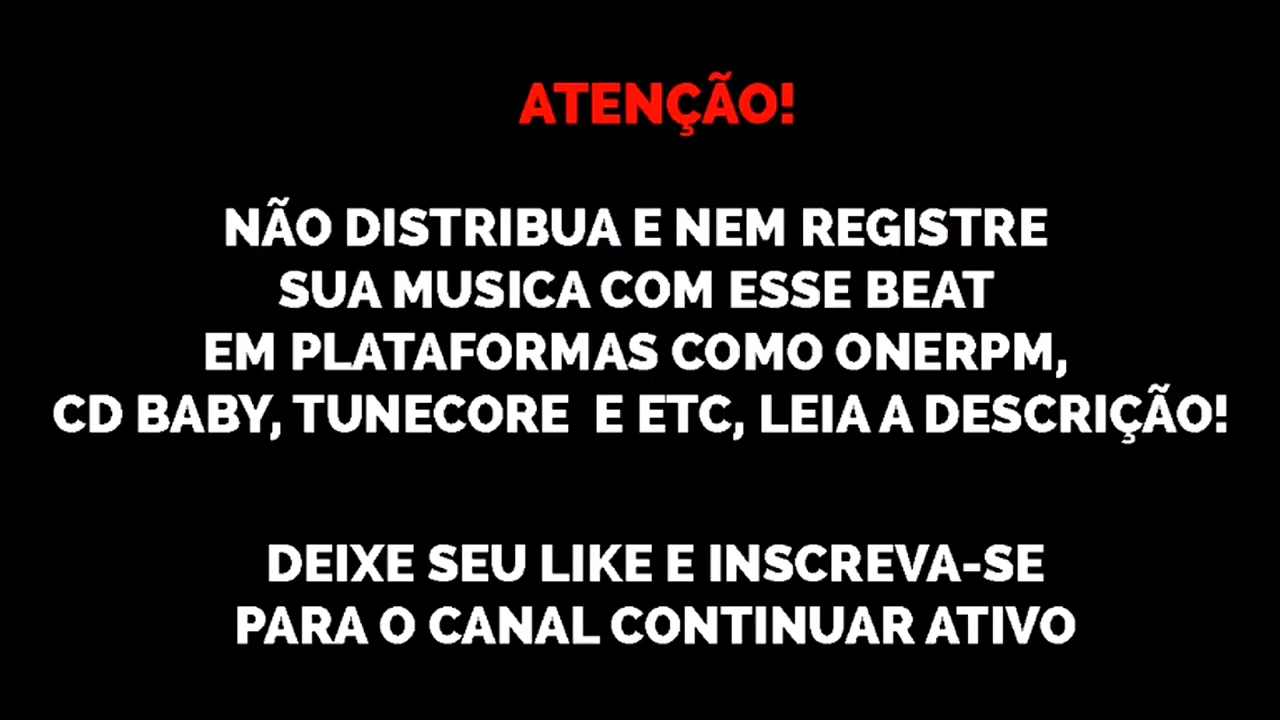 ATENÇÃO!
NÃO DISTRIBUA E NEM REGISTRE
SUA MUSICA COM ESSE BEAT
EM PLATAFORMAS COMO ONERPM,
CD BABY, TUNECORE E ETC, LEIA A DESCRIÇÃO!
DEIXE SEU LIKE E INSCREVA-SE
PARA O CANAL CONTINUAR ATIVO